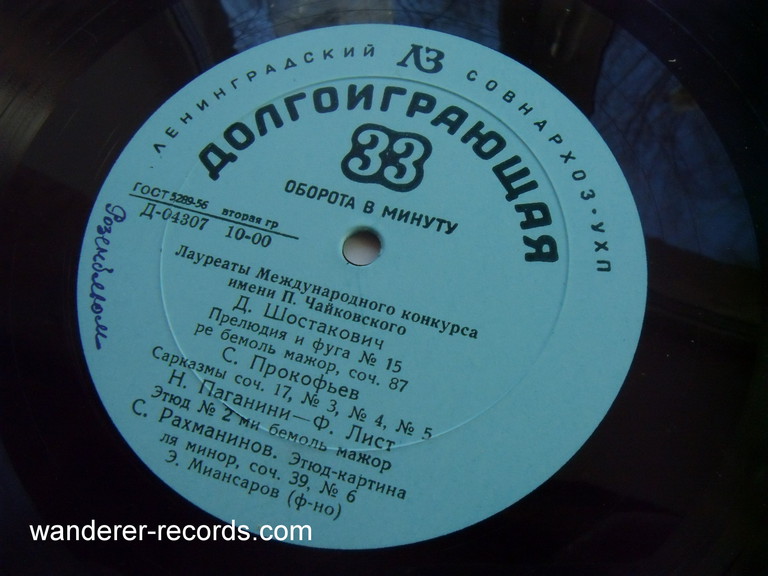 ЛЕНИНГРАДСКИЙ ЛЗ СОВНАРХОЗ·УХП
ДОЛГОИГРАЮЩАЯ
33
ОБОРОТА В МИНУТУ
ГОСТ 5289-56 вторая гр
Д-04307 10-00
Лауреаты Международного конкурса
имени П. Чайковского
Д. Шостакович
Прелюдия и фуга № 15
ре бемоль мажор, соч. 87
С. Прокофьев
Сарказмы соч. 17, № 3, № 4, № 5
Н. Паганини—Ф. Лист
Этюд № 2 ми бемоль мажор
С. Рахманинов. Этюд-картина
ля минор, соч. 39, № 6
Э. Миансаров (ф-но)
Розенблюм
wanderer-records.com